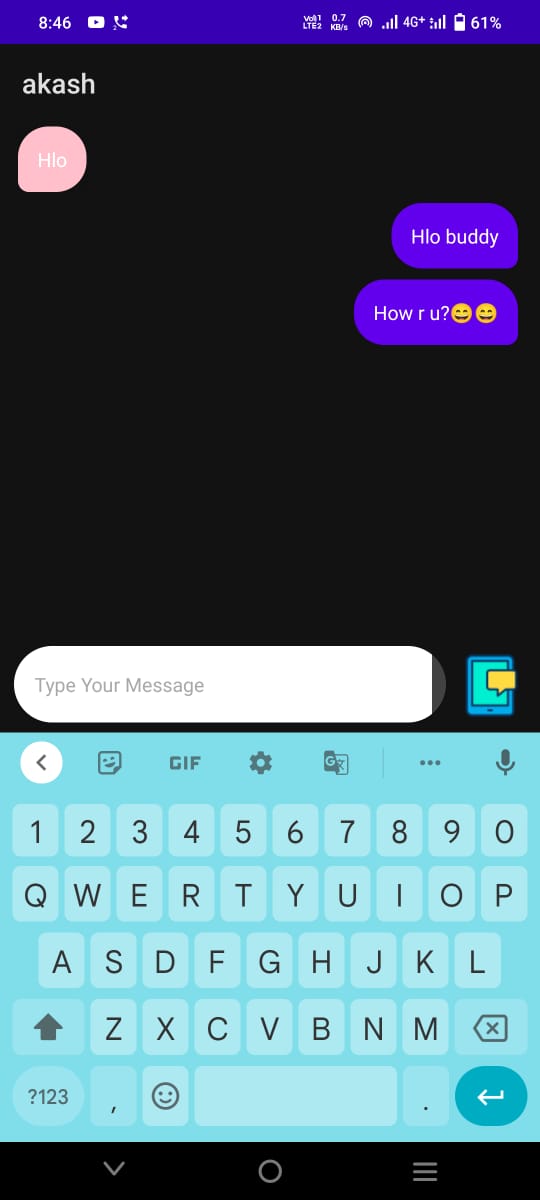 8:46 Vo))1 LTE2 0.7 KB/s 4G+ 61%
akash
Hlo
Hlo buddy
How r u?😄😄
Type Your Message
GIF
1 2 3 4 5 6 7 8 9 0
Q W E R T Y U I O P
A S D F G H J K L
Z X C V B N M
?123 , .